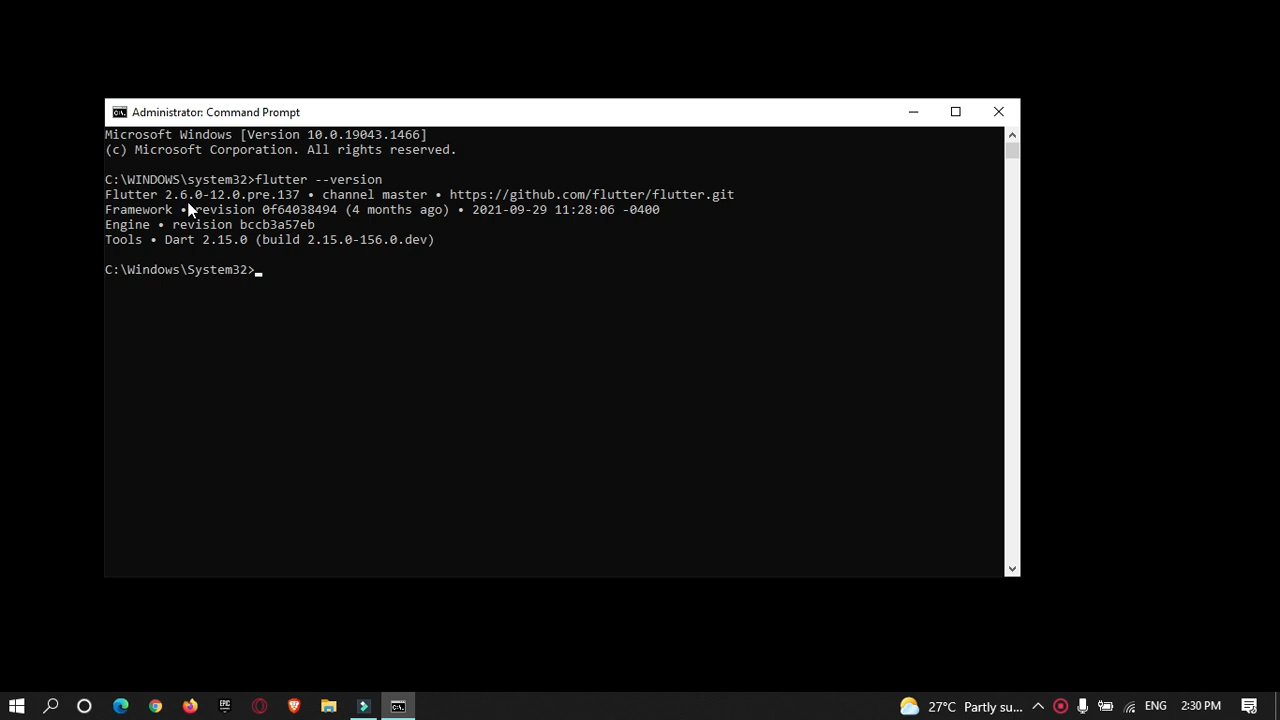 Administrator: Command Prompt
Microsoft Windows [Version 10.0.19043.1466]
(c) Microsoft Corporation. All rights reserved.
C:\WINDOWS\system32>flutter --version
Flutter 2.6.0-12.0.pre.137 • channel master • https://github.com/flutter/flutter.git
Framework • revision 0f64038494 (4 months ago) • 2021-09-29 11:28:06 -0400
Engine • revision bccb3a57eb
Tools • Dart 2.15.0 (build 2.15.0-156.0.dev)
C:\Windows\System32>
EPIC
27°C Partly su... ENG 2:30 PM